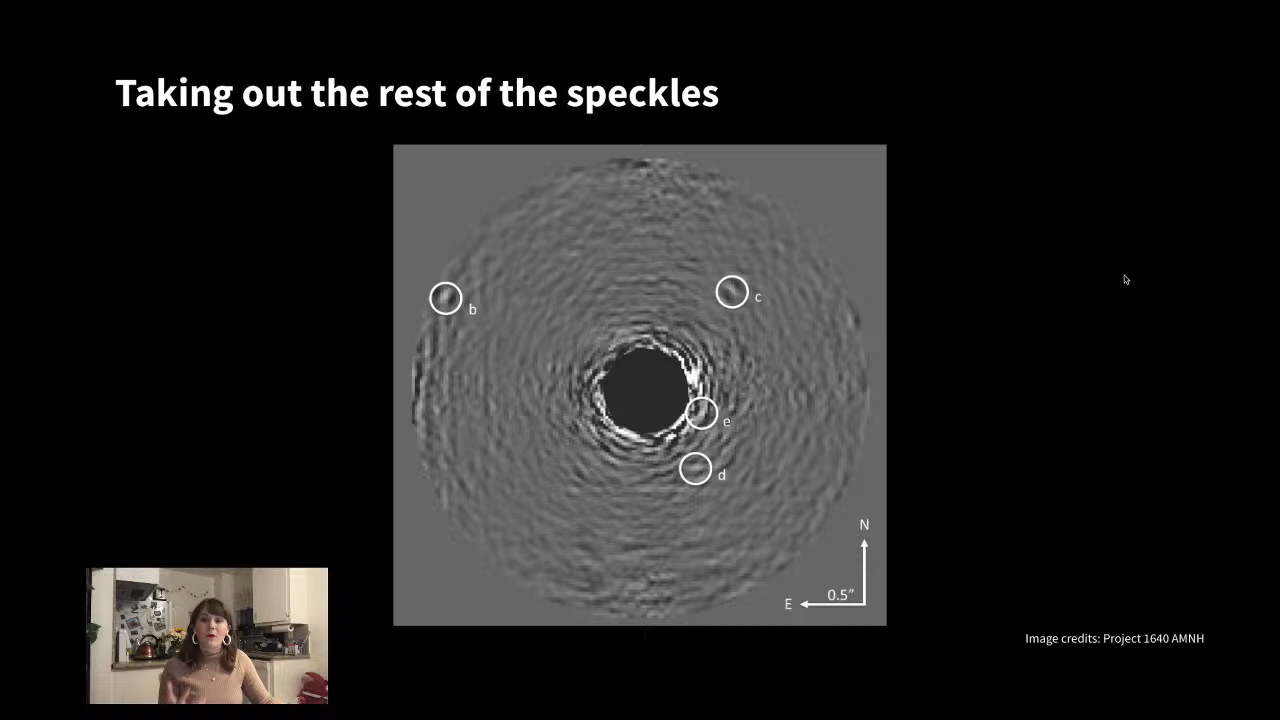 Taking out the rest of the speckles
b
c
e
d
N
E
0.5”
Image credits: Project 1640 AMNH